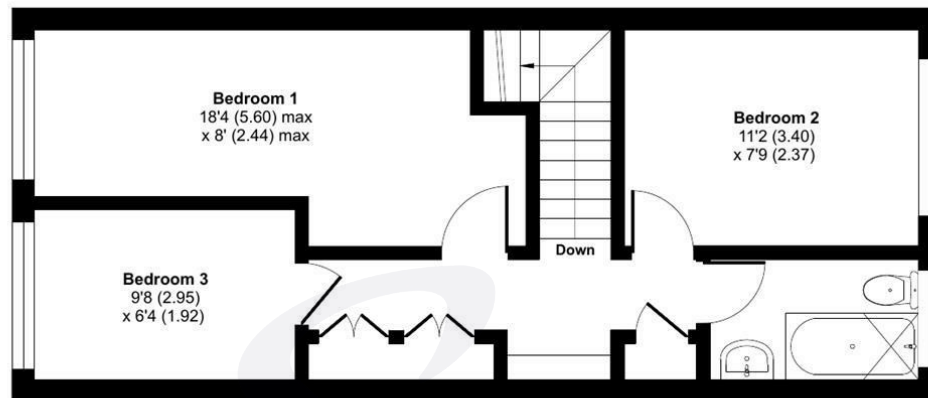 Bedroom 1
18'4 (5.60) max
x 8' (2.44) max
Bedroom 2
11'2 (3.40)
x 7'9 (2.37)
Down
Bedroom 3
9'8 (2.95)
x 6'4 (1.92)